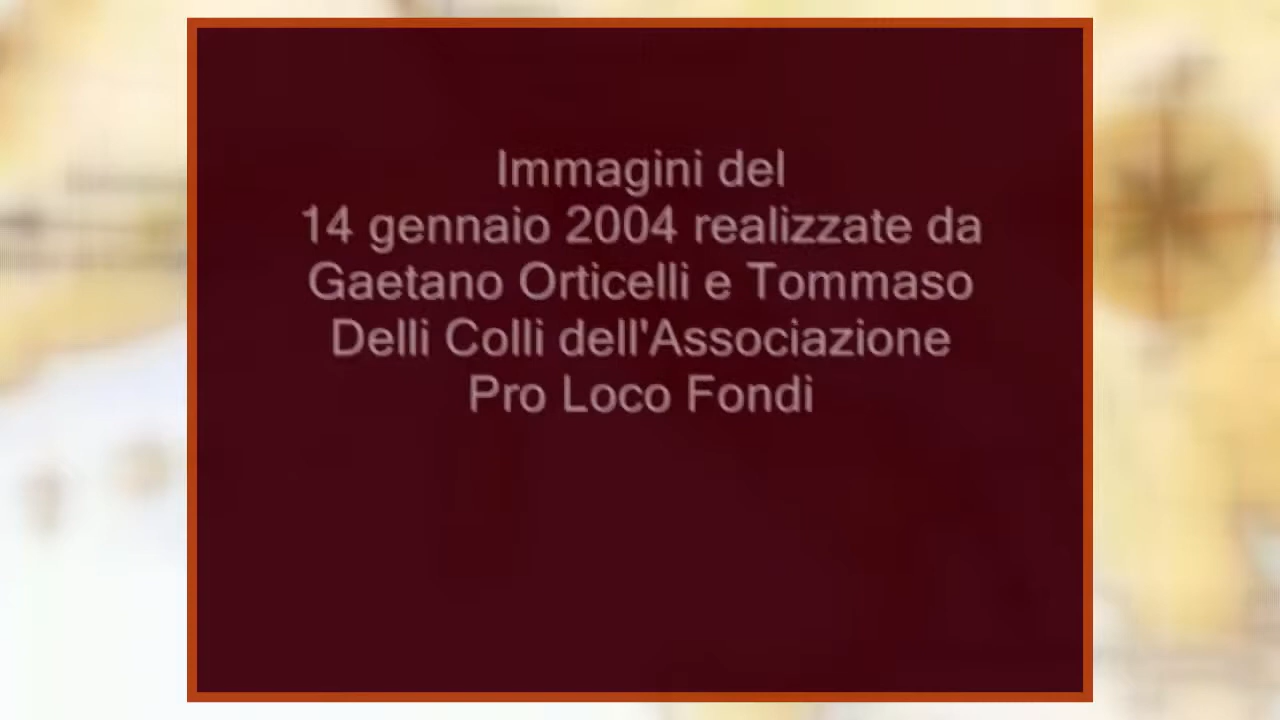 Immagini del
14 gennaio 2004 realizzate da
Gaetano Orticelli e Tommaso
Delli Colli dell'Associazione
Pro Loco Fondi